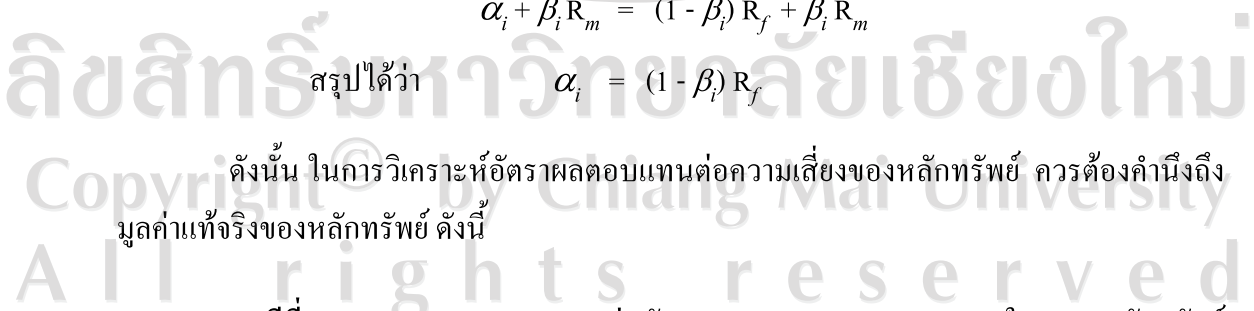 αi + βi Rm = (1 - βi) Rf + βi Rm
ลิขสิทธิ์มหาวิทยาลัยเชียงใหม่
สรุปได้ว่า αi = (1 - βi) Rf
Copyright© by Chiang Mai University
ดังนั้น ในการวิเคราะห์อัตราผลตอบแทนต่อความเสี่ยงของหลักทรัพย์ ควรต้องคำนึงถึง
มูลค่าแท้จริงของหลักทรัพย์ ดังนี้
All rights reserved